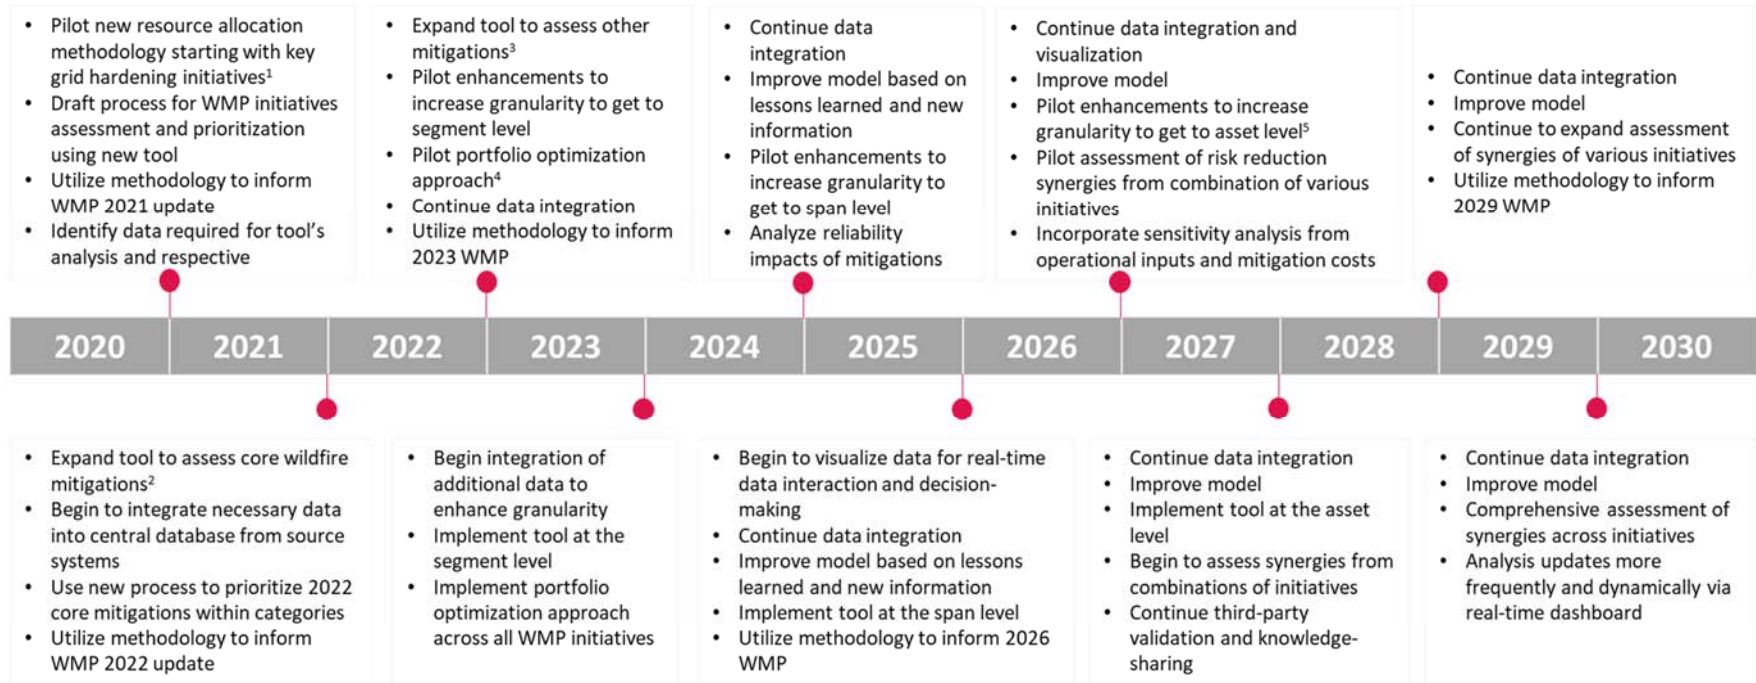 • Pilot new resource allocation
methodology starting with key
grid hardening initiatives¹
• Draft process for WMP initiatives
assessment and prioritization
using new tool
• Utilize methodology to inform
WMP 2021 update
• Identify data required for tool's
analysis and respective
• Expand tool to assess other
mitigations³
• Pilot enhancements to
increase granularity to get to
segment level
• Pilot portfolio optimization
approach⁴
• Continue data integration
• Utilize methodology to inform
2023 WMP
• Continue data
integration
• Improve model based on
lessons learned and new
information
• Pilot enhancements to
increase granularity to
get to span level
• Analyze reliability
impacts of mitigations
• Continue data integration and
visualization
• Improve model
• Pilot enhancements to increase
granularity to get to asset level⁵
• Pilot assessment of risk reduction
synergies from combination of various
initiatives
• Incorporate sensitivity analysis from
operational inputs and mitigation costs
• Continue data integration
• Improve model
• Continue to expand assessment
of synergies of various initiatives
• Utilize methodology to inform
2029 WMP
2020 2021 2022 2023 2024 2025 2026 2027 2028 2029 2030
• Expand tool to assess core wildfire
mitigations²
• Begin to integrate necessary data
into central database from source
systems
• Use new process to prioritize 2022
core mitigations within categories
• Utilize methodology to inform
WMP 2022 update
• Begin integration of
additional data to
enhance granularity
• Implement tool at the
segment level
• Implement portfolio
optimization approach
across all WMP initiatives
• Begin to visualize data for real-time
data interaction and decision-
making
• Continue data integration
• Improve model based on lessons
learned and new information
• Implement tool at the span level
• Utilize methodology to inform 2026
WMP
• Continue data integration
• Improve model
• Implement tool at the asset
level
• Begin to assess synergies from
combinations of initiatives
• Continue third-party
validation and knowledge-
sharing
• Continue data integration
• Improve model
• Comprehensive assessment of
synergies across initiatives
• Analysis updates more
frequently and dynamically via
real-time dashboard